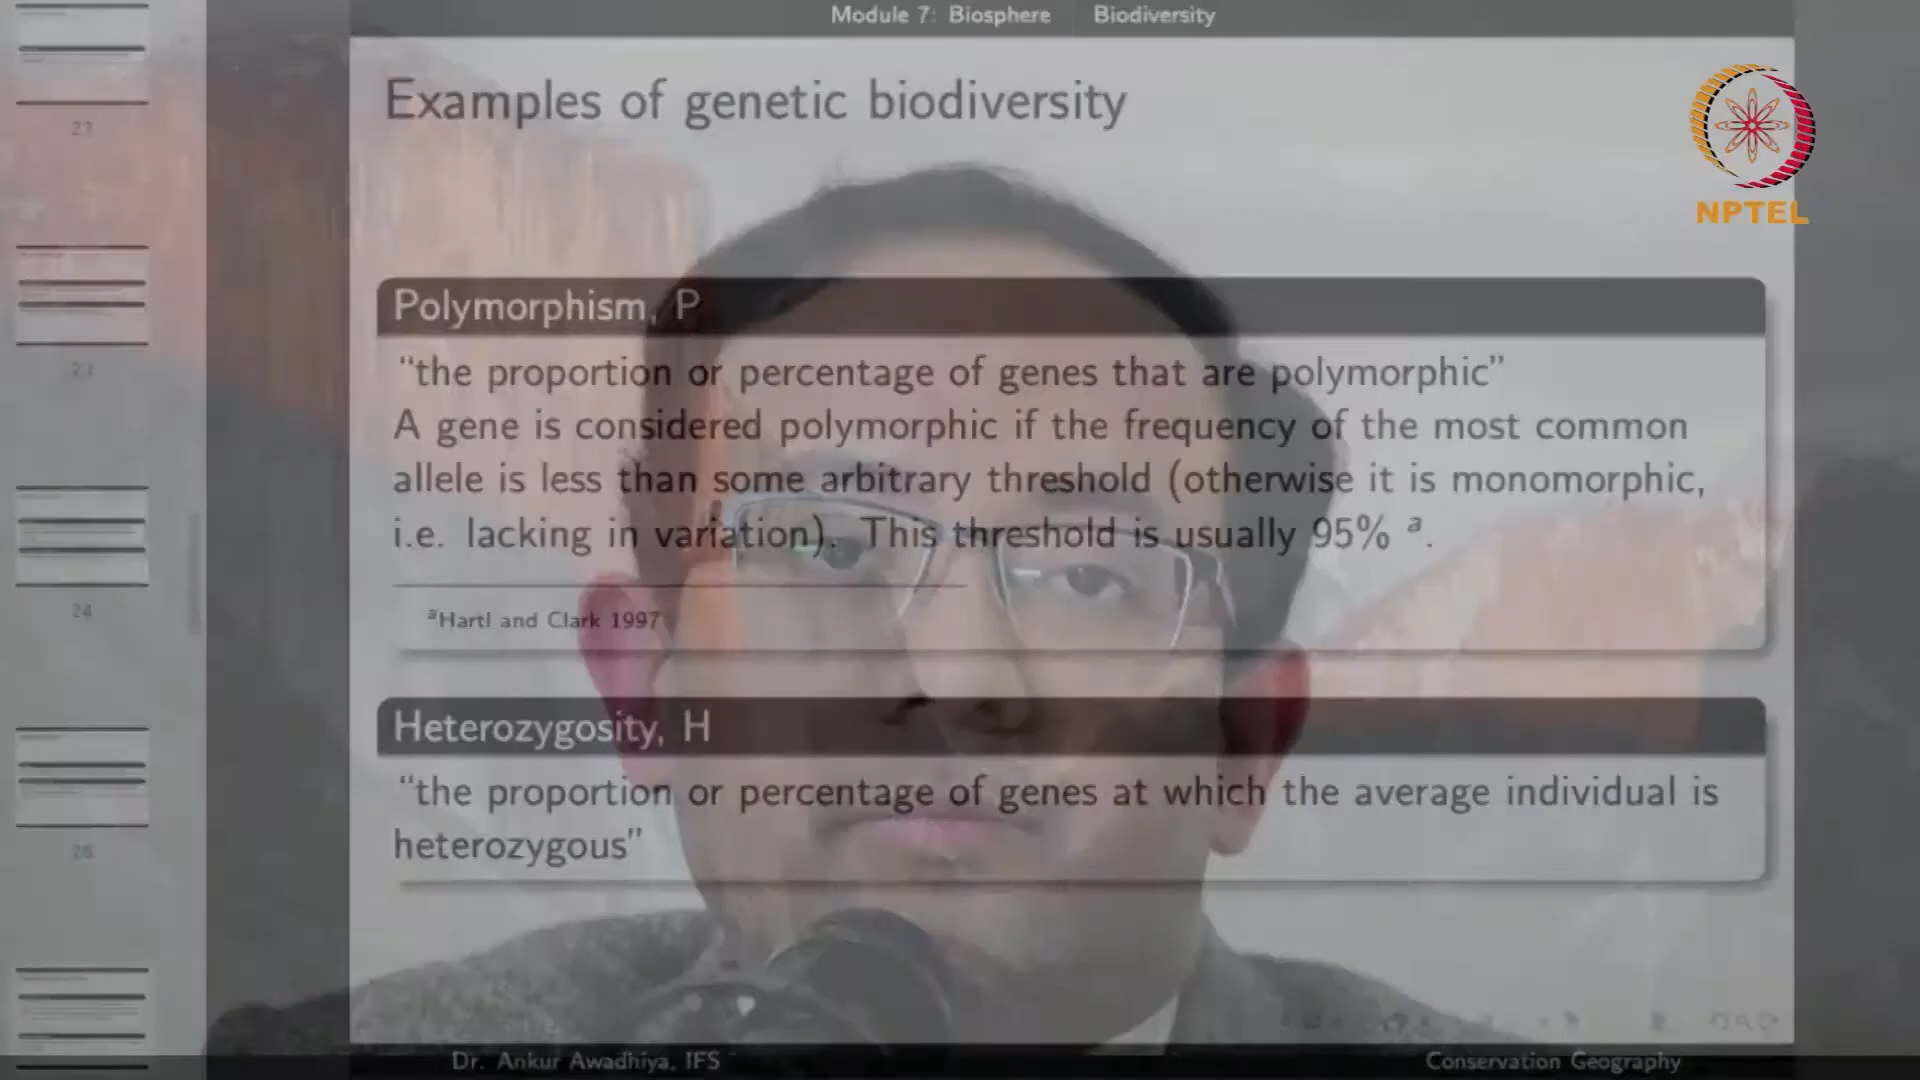 Module 7: Biosphere Biodiversity
Examples of genetic biodiversity
NPTEL
Polymorphism, P
“the proportion or percentage of genes that are polymorphic”
A gene is considered polymorphic if the frequency of the most common
allele is less than some arbitrary threshold (otherwise it is monomorphic,
i.e. lacking in variation). This threshold is usually 95% a.
aHartl and Clark 1997
Heterozygosity, H
“the proportion or percentage of genes at which the average individual is
heterozygous”
24
Dr. Ankur Awadhiya, IFS Conservation Geography